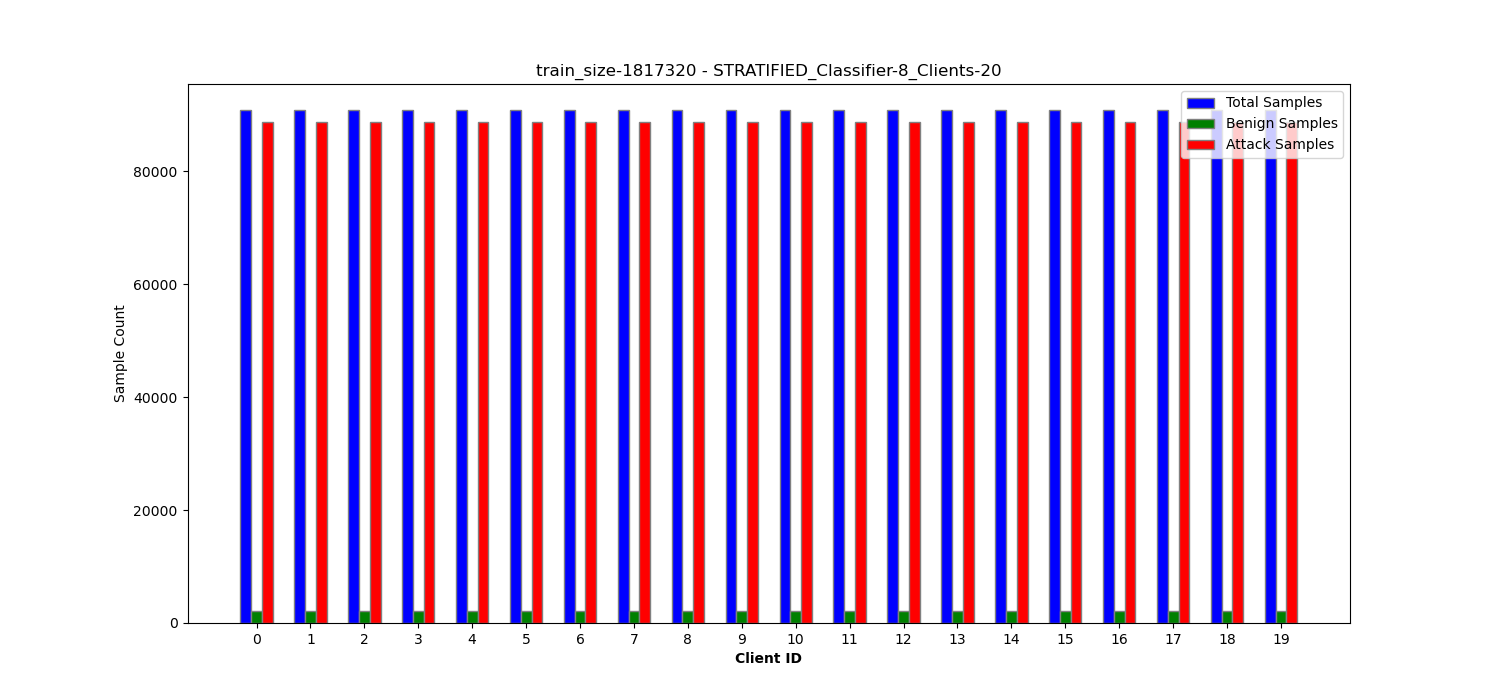 train_size-1817320 - STRATIFIED_Classifier-8_Clients-20
Total Samples
Benign Samples
Attack Samples
80000
60000
40000
20000
0
Sample Count
0 1 2 3 4 5 6 7 8 9 10 11 12 13 14 15 16 17 18 19
Client ID